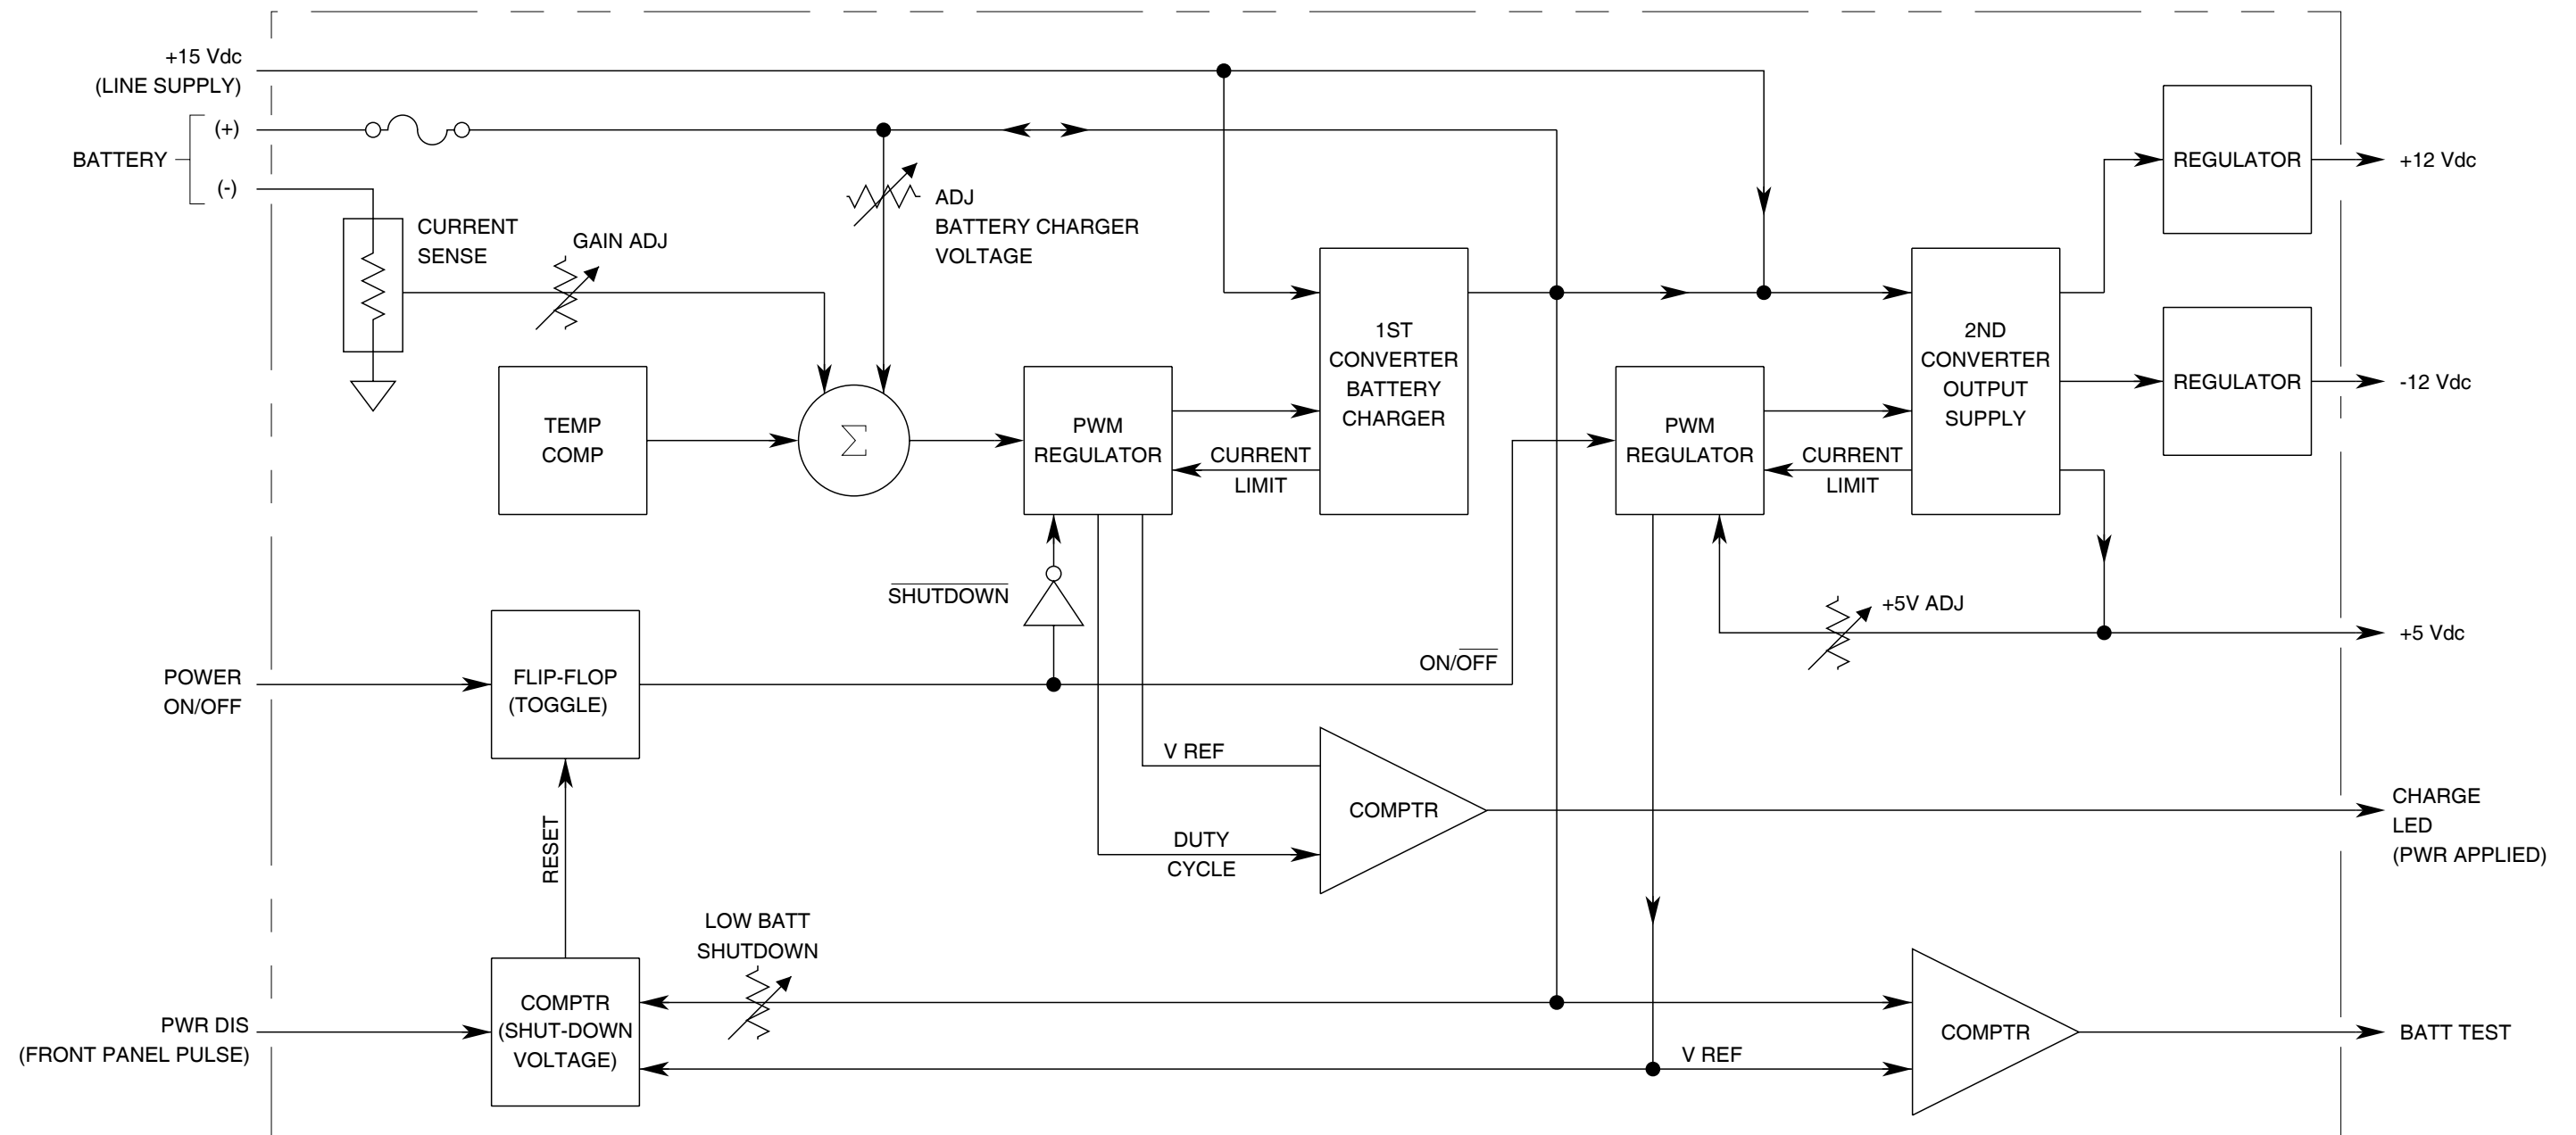 +15 Vdc
(LINE SUPPLY)
(+)
BATTERY
(-)
CURRENT
SENSE
GAIN ADJ
ADJ
BATTERY CHARGER
VOLTAGE
TEMP
COMP
Σ
PWM
REGULATOR
CURRENT
LIMIT
1ST
CONVERTER
BATTERY
CHARGER
PWM
REGULATOR
CURRENT
LIMIT
2ND
CONVERTER
OUTPUT
SUPPLY
REGULATOR
+12 Vdc
REGULATOR
-12 Vdc
SHUTDOWN
+5V ADJ
+5 Vdc
POWER
ON/OFF
FLIP-FLOP
(TOGGLE)
ON/OFF
V REF
COMPTR
DUTY
CYCLE
CHARGE
LED
(PWR APPLIED)
RESET
LOW BATT
SHUTDOWN
PWR DIS
(FRONT PANEL PULSE)
COMPTR
(SHUT-DOWN
VOLTAGE)
V REF
COMPTR
BATT TEST